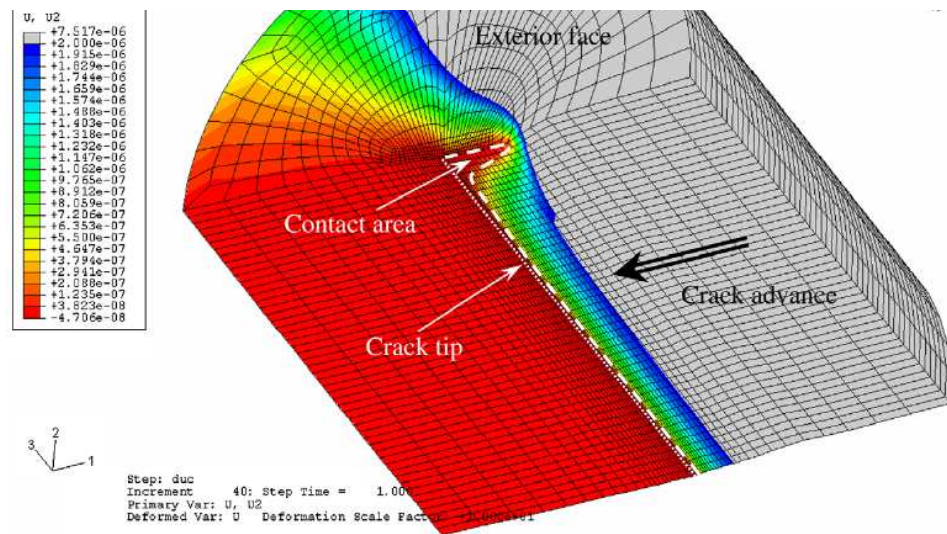 U, U2
+7.517e-06
+2.000e-06
+1.915e-06
+1.829e-06
+1.744e-06
+1.659e-06
+1.574e-06
+1.488e-06
+1.403e-06
+1.318e-06
+1.232e-06
+1.147e-06
+1.062e-06
+9.765e-07
+8.912e-07
+8.059e-07
+7.206e-07
+6.353e-07
+5.500e-07
+4.647e-07
+3.794e-07
+2.941e-07
+2.088e-07
+1.235e-07
+3.823e-08
-4.706e-08
Exterior face
Contact area
Crack advance
Crack tip
2
3
1
Step: duc
Increment 40: Step Time = 1.00
Primary Var: U, U2
Deformed Var: U Deformation Scale Factor